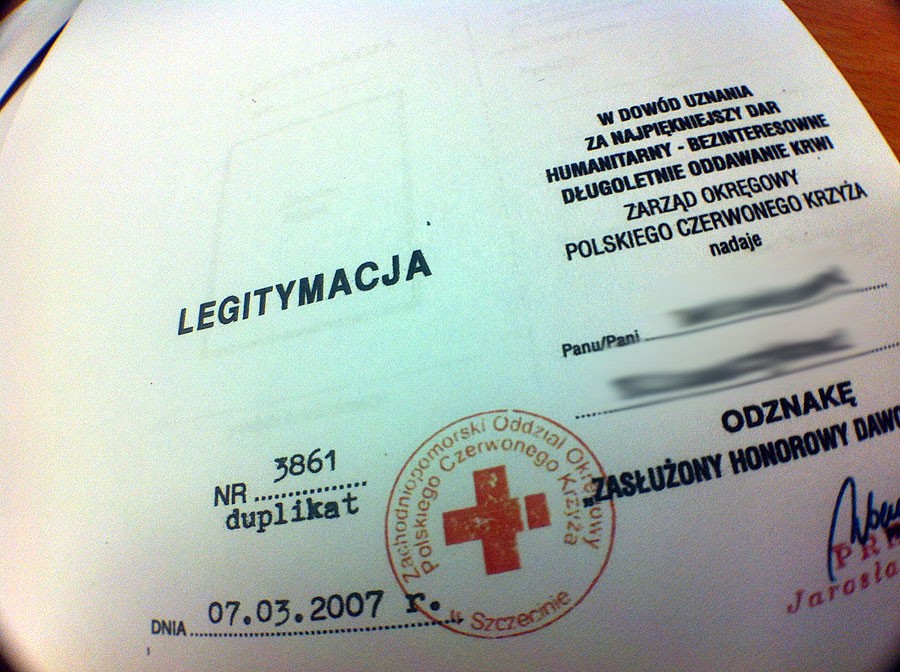 LEGITYMACJA
NR 3861
duplikat
DNIA 07.03.2007 r.
Zachodniopomorski Oddział Okręgowy
Polskiego Czerwonego Krzyża
w Szczecinie
W DOWÓD UZNANIA
ZA NAJPIĘKNIEJSZY DAR
HUMANITARNY - BEZINTERESOWNE
DŁUGOLETNIE ODDAWANIE KRWI
ZARZĄD OKRĘGOWY
POLSKIEGO CZERWONEGO KRZYŻA
nadaje
Panu/Pani
ODZNAKĘ
„ZASŁUŻONY HONOROWY DAWC
PR
Jarosła